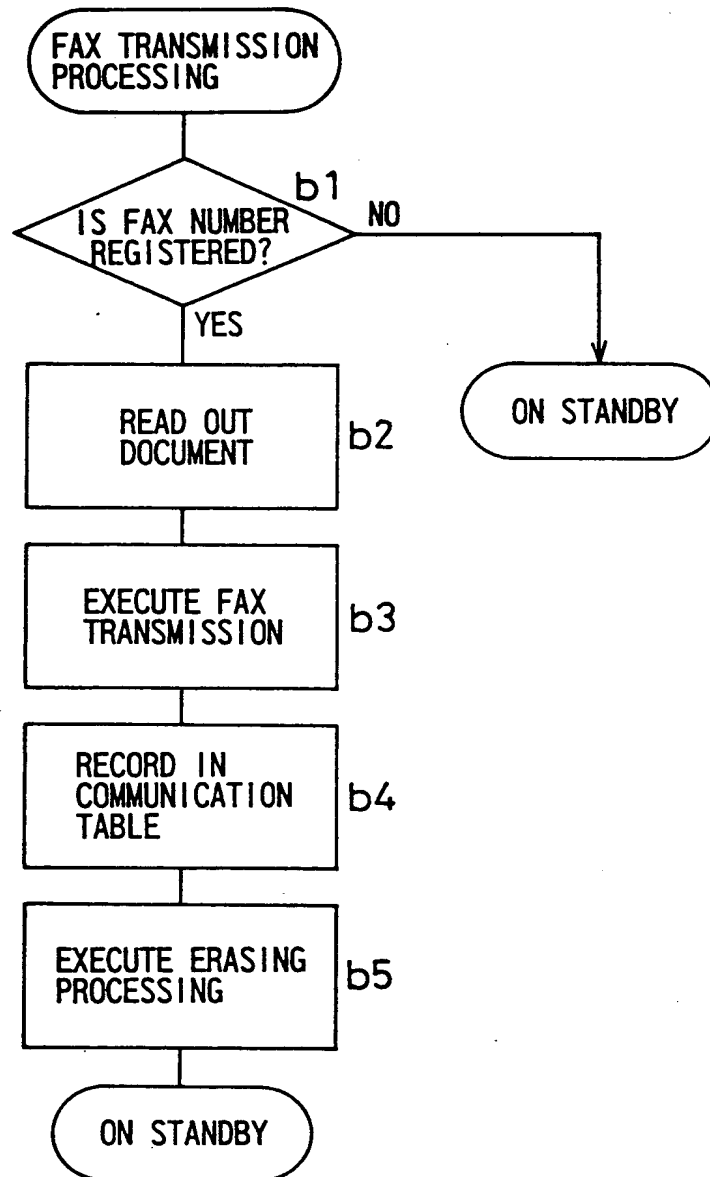 FAX TRANSMISSION
PROCESSING
b1
IS FAX NUMBER
REGISTERED?
NO
YES
READ OUT
DOCUMENT
b2
ON STANDBY
EXECUTE FAX
TRANSMISSION
b3
RECORD IN
COMMUNICATION
TABLE
b4
EXECUTE ERASING
PROCESSING
b5
ON STANDBY